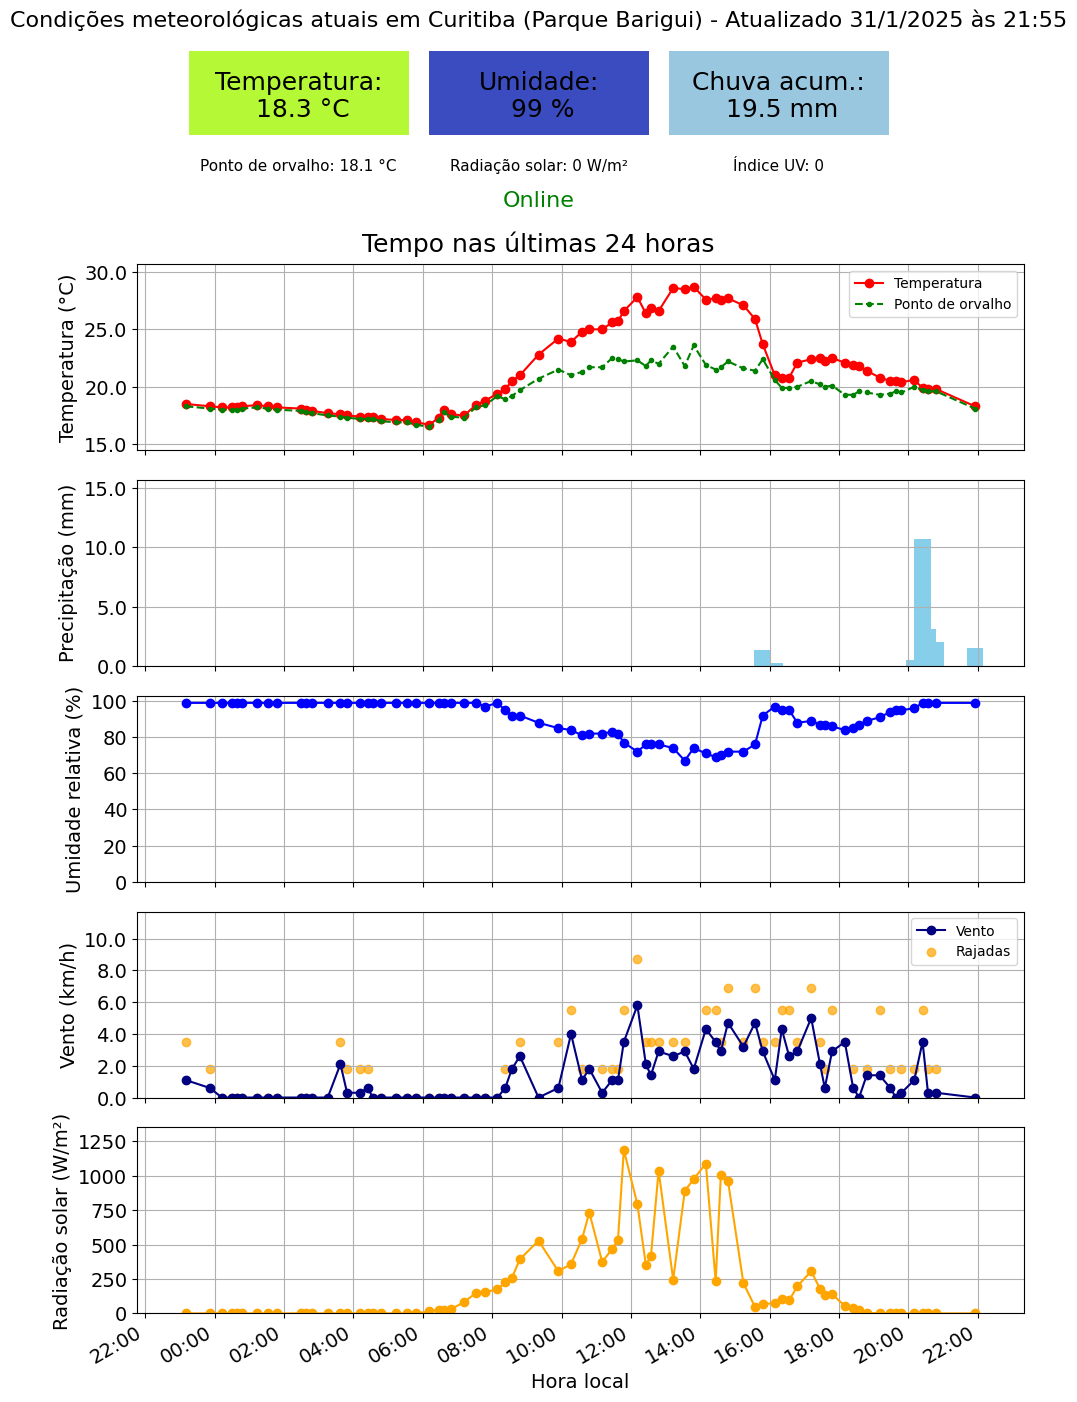 Condições meteorológicas atuais em Curitiba (Parque Barigui) - Atualizado 31/1/2025 às 21:55
Temperatura:
18.3 °C
Umidade:
99 %
Chuva acum.:
19.5 mm
Ponto de orvalho: 18.1 °C
Radiação solar: 0 W/m²
Índice UV: 0
Online
Tempo nas últimas 24 horas
Temperatura (°C)
30.0
25.0
20.0
15.0
Temperatura
Ponto de orvalho
Precipitação (mm)
15.0
10.0
5.0
0.0
Umidade relativa (%)
100
80
60
40
20
0
Vento (km/h)
10.0
8.0
6.0
4.0
2.0
0.0
Vento
Rajadas
Radiação solar (W/m²)
1250
1000
750
500
250
0
22:00
00:00
02:00
04:00
06:00
08:00
10:00
12:00
14:00
16:00
18:00
20:00
22:00
Hora local